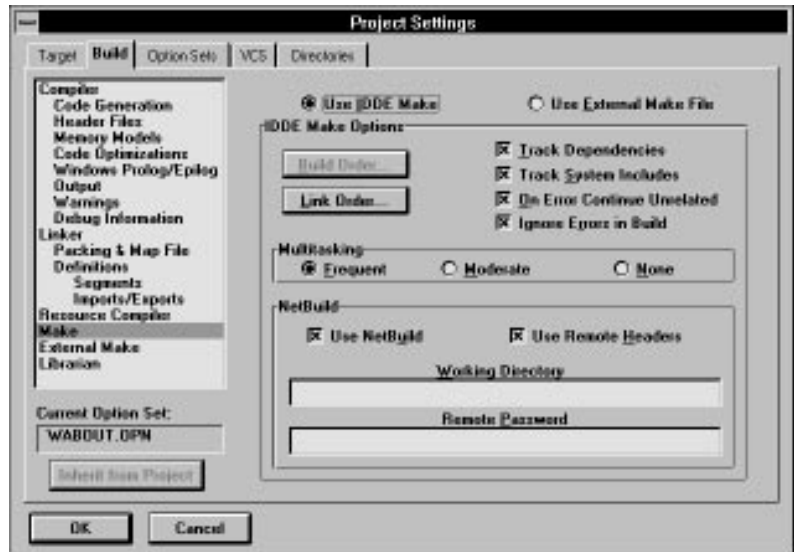 Project Settings
Target Build Option Sets VCS Directories
Compiler
Code Generation
Header Files
Memory Models
Code Optimizations
Windows Prolog/Epilog
Output
Warnings
Debug Information
Linker
Packing & Map File
Definitions
Segments
Imports/Exports
Resource Compiler
Make
External Make
Librarian
Current Option Set:
WABOUT.OPN
Inherit from Project
Use IDDE Make Use External Make File
IDDE Make Options
Build Order...
Link Order...
Track Dependencies
Track System Includes
On Error Continue Unrelated
Ignore Errors in Build
Multitasking
Frequent Moderate None
NetBuild
Use NetBuild Use Remote Headers
Working Directory
Remote Password
OK Cancel